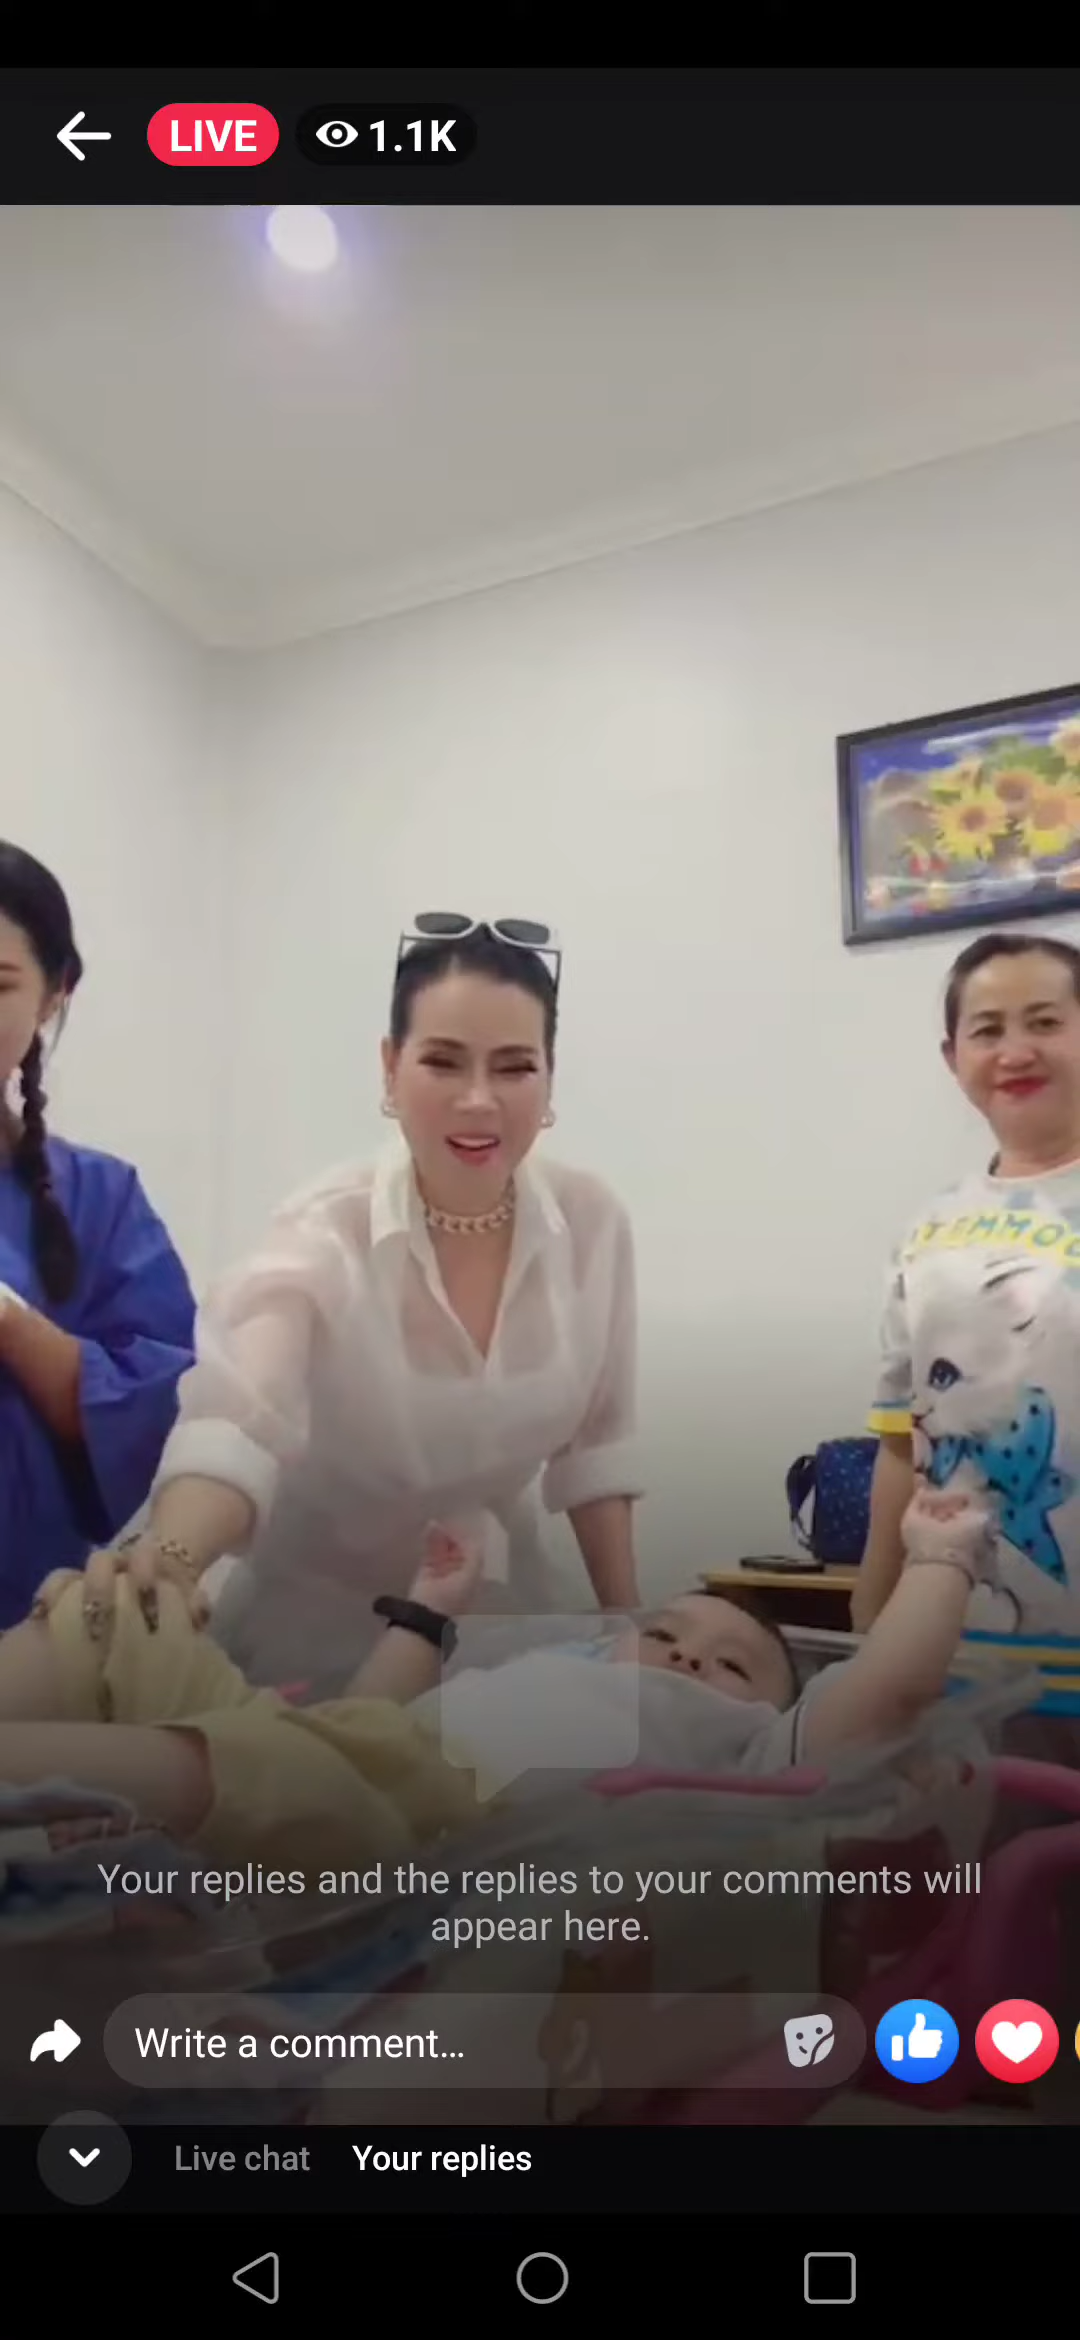 LIVE
1.1K
Your replies and the replies to your comments will
appear here.
Write a comment...
Live chat
Your replies